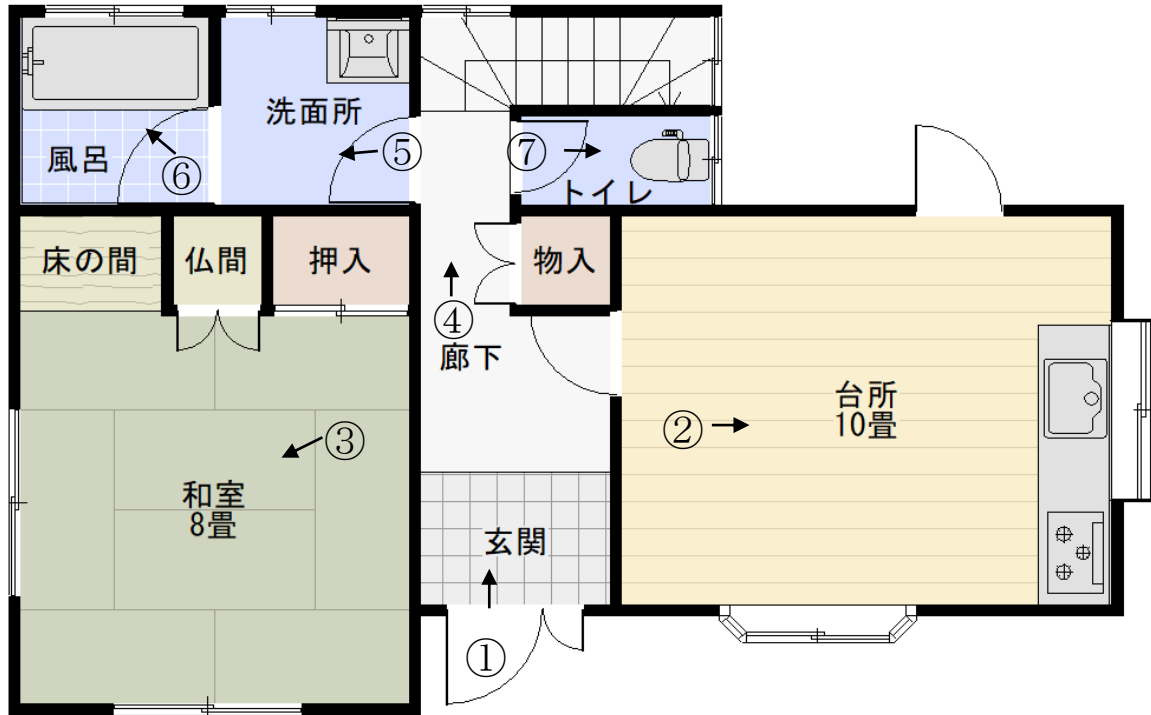 洗面所
風呂
⑥
⑤
⑦
トイレ
床の間
仏間
押入
物入
④
廊下
③
②
台所
10畳
和室
8畳
玄関
①